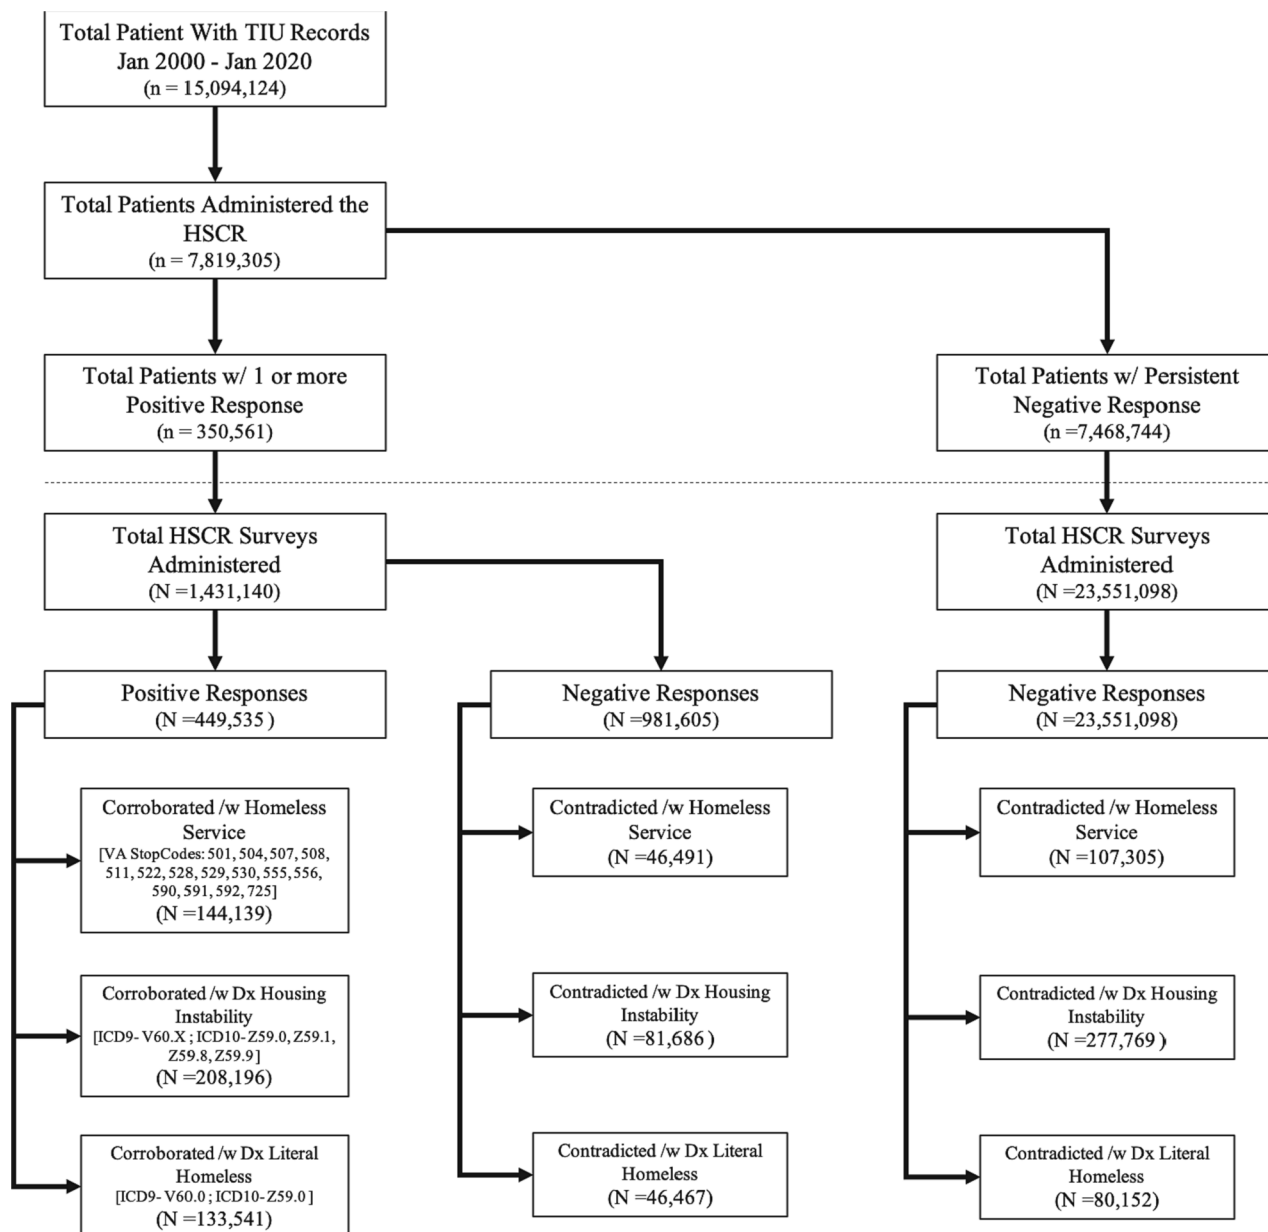 Total Patient With TIU Records
Jan 2000 - Jan 2020
(n = 15,094,124)
Total Patients Administered the
HSCR
(n = 7,819,305)
Total Patients w/ 1 or more
Positive Response
(n = 350,561)
Total Patients w/ Persistent
Negative Response
(n =7,468,744)
Total HSCR Surveys
Administered
(N =1,431,140)
Total HSCR Surveys
Administered
(N =23,551,098)
Positive Responses
(N =449,535 )
Negative Responses
(N =981,605)
Negative Responses
(N =23,551,098)
Corroborated /w Homeless
Service
[VA StopCodes: 501, 504, 507, 508,
511, 522, 528, 529, 530, 555, 556,
590, 591, 592, 725]
(N =144,139)
Contradicted /w Homeless
Service
(N =46,491)
Contradicted /w Homeless
Service
(N =107,305)
Corroborated /w Dx Housing
Instability
[ICD9- V60.X ; ICD10- Z59.0, Z59.1,
Z59.8, Z59.9]
(N =208,196)
Contradicted /w Dx Housing
Instability
(N =81,686 )
Contradicted /w Dx Housing
Instability
(N =277,769 )
Corroborated /w Dx Literal
Homeless
[ICD9- V60.0 ; ICD10- Z59.0 ]
(N =133,541)
Contradicted /w Dx Literal
Homeless
(N =46,467)
Contradicted /w Dx Literal
Homeless
(N =80,152)